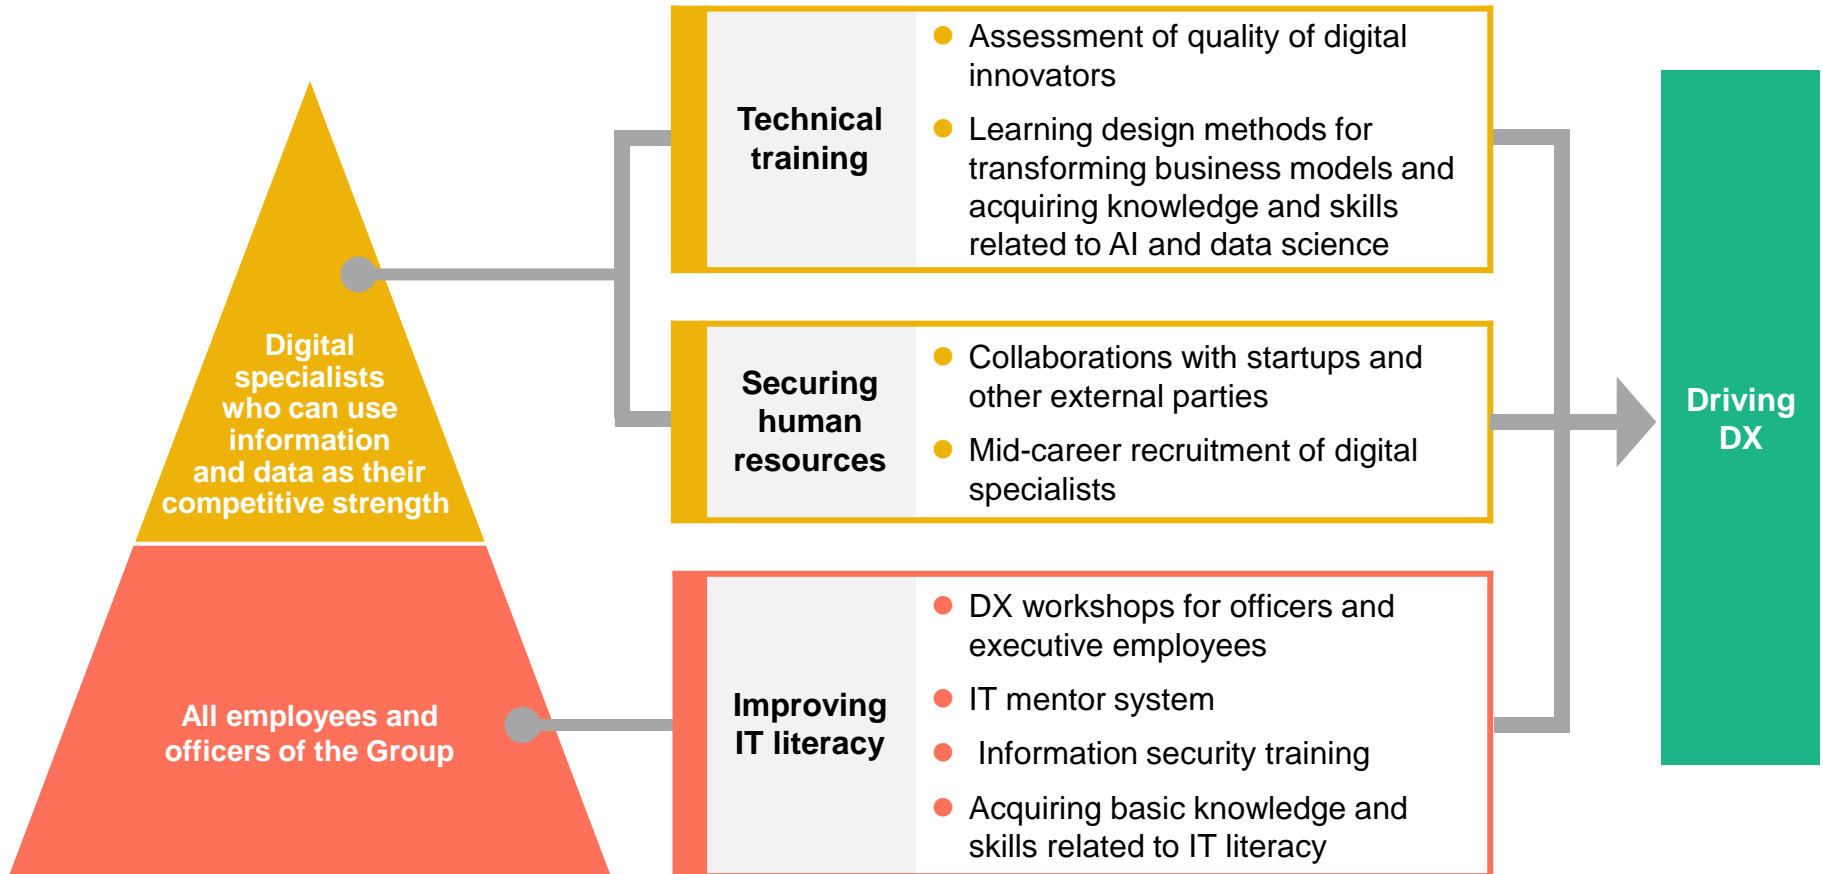 Digital
specialists
who can use
information
and data as their
competitive strength
All employees and
officers of the Group
Technical
training
Assessment of quality of digital
innovators
Learning design methods for
transforming business models and
acquiring knowledge and skills
related to AI and data science
Securing
human
resources
Collaborations with startups and
other external parties
Mid-career recruitment of digital
specialists
Improving
IT literacy
DX workshops for officers and
executive employees
IT mentor system
Information security training
Acquiring basic knowledge and
skills related to IT literacy
Driving
DX